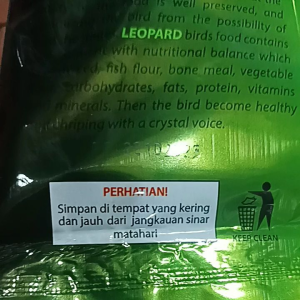 is well preserved, and
bird from the possibility of
LEOPARD birds food contains
with nutritional balance which
fish flour, bone meal, vegetable
carbohydrates, fats, protein, vitamins
minerals. Then the bird become healthy
with a crystal voice.
PERHATIAN!
Simpan di tempat yang kering
dan jauh dari jangkauan sinar
matahari
KEEP CLEAN